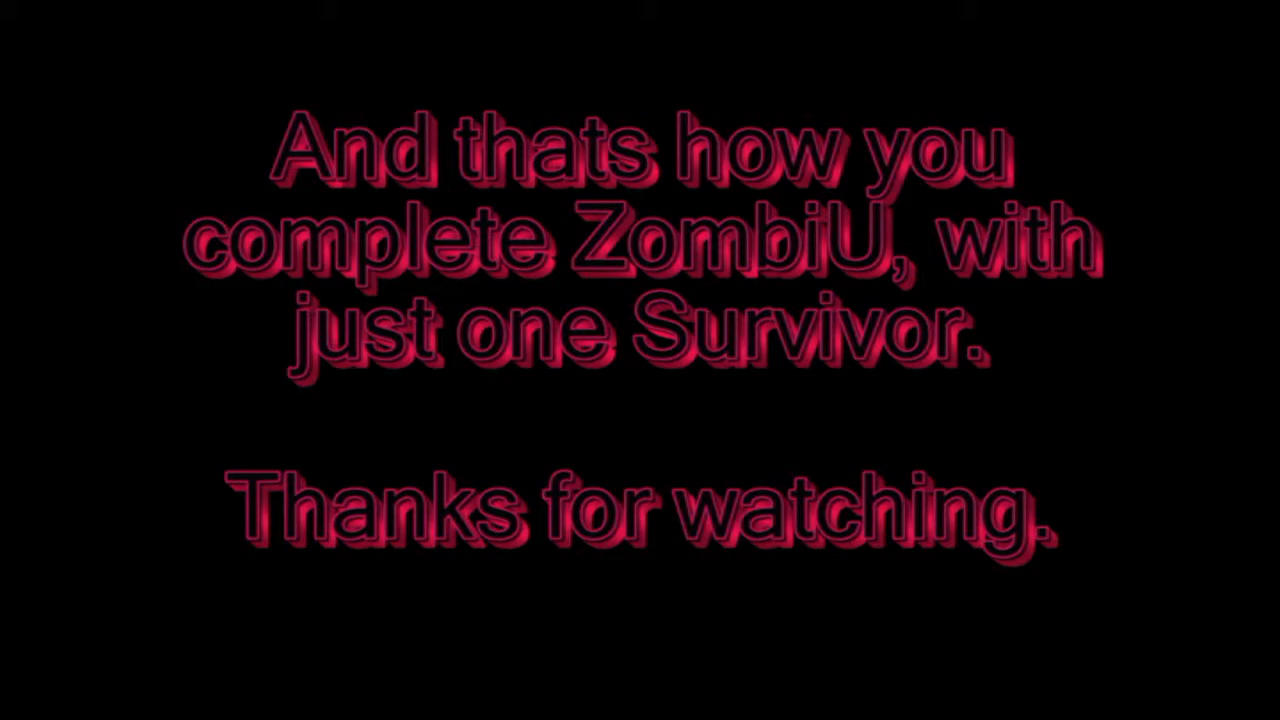 And thats how you
complete ZombiU, with
just one Survivor.
Thanks for watching.